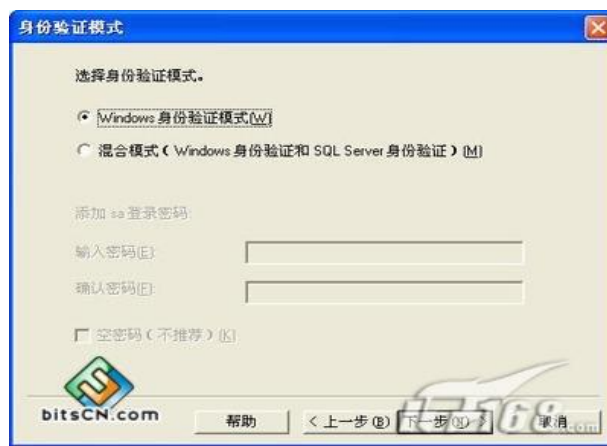 身份验证模式
选择身份验证模式。
Windows 身份验证模式(W)
混合模式（Windows 身份验证和 SQL Server 身份验证）(M)
添加 sa 登录密码:
输入密码(E):
确认密码(F):
空密码（不推荐）(K)
bitsCN.com
帮助
< 上一步(B)
下一步(N) >
取消
IT168.com